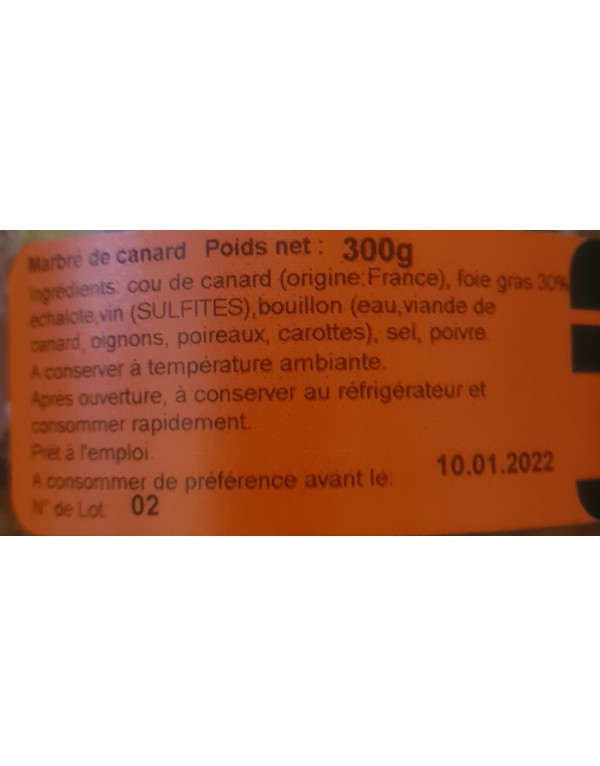 Marbré de canard Poids net : 300g
Ingrédients: cou de canard (origine:France), foie gras 30%
echalote,vin (SULFITES),bouillon (eau,viande de
canard, oignons, poireaux, carottes), sel, poivre.
A conserver à température ambiante.
Après ouverture, à conserver au réfrigérateur et
consommer rapidement.
Prêt à l'emploi.
A consommer de préférence avant le: 10.01.2022
N° de Lot 02